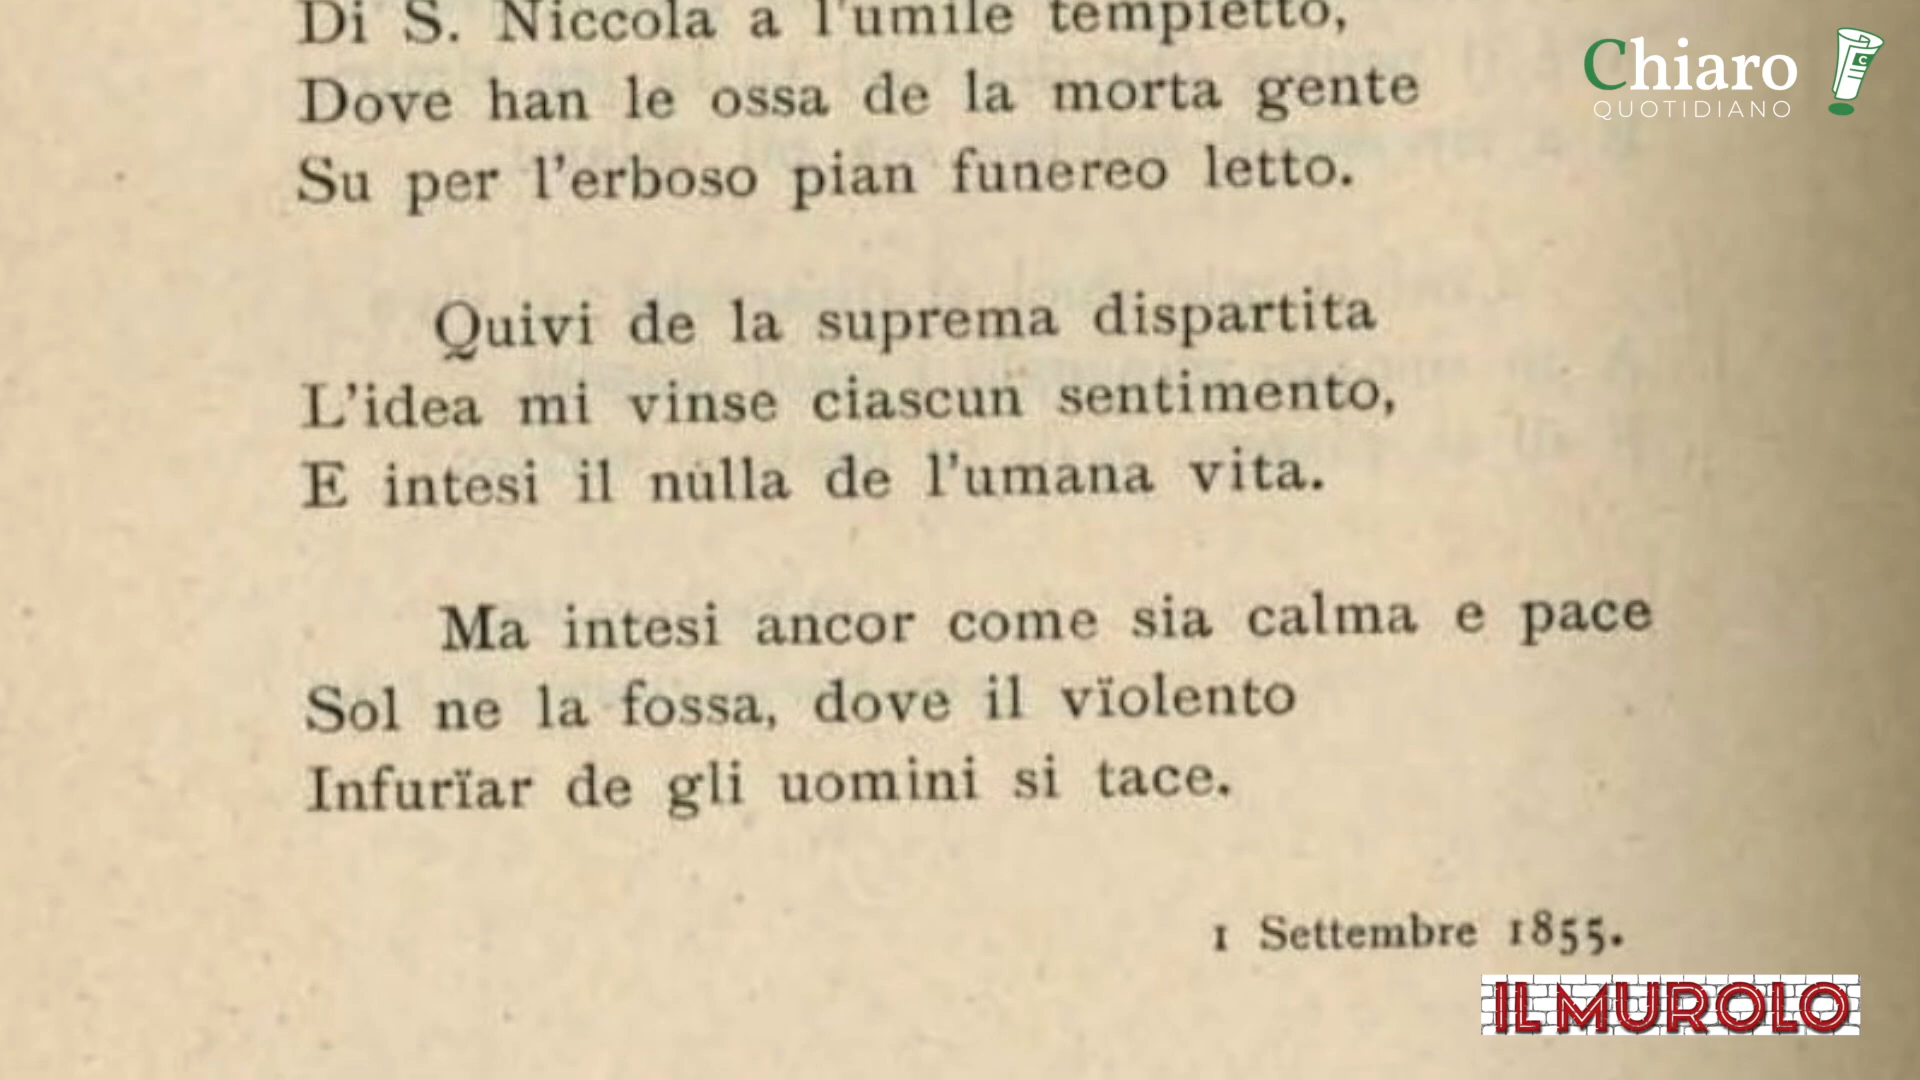 Di S. Niccola a l'umile tempietto,
Dove han le ossa de la morta gente
Su per l'erboso pian funereo letto.
Quivi de la suprema dispartita
L'idea mi vinse ciascun sentimento,
E intesi il nulla de l'umana vita.
Ma intesi ancor come sia calma e pace
Sol ne la fossa, dove il vïolento
Infurïar de gli uomini si tace.
1 Settembre 1855.
Chiaro
QUOTIDIANO
IL MUROLO